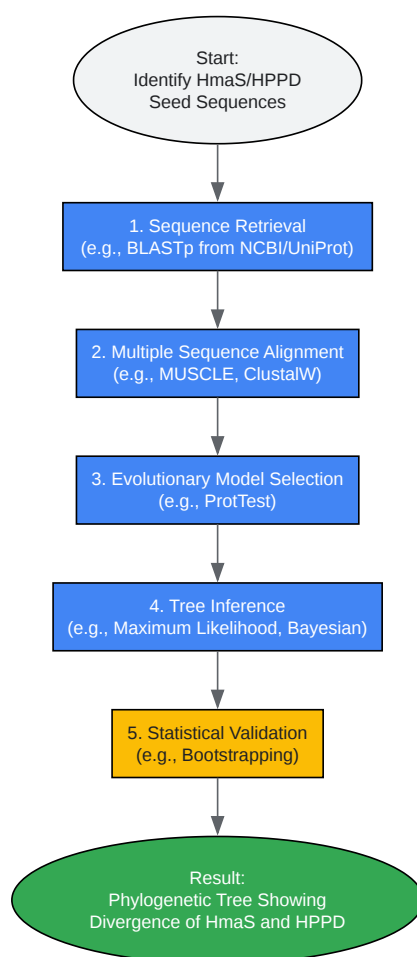 Start:
Identify HmaS/HPPD
Seed Sequences
1. Sequence Retrieval
(e.g., BLASTp from NCBI/UniProt)
2. Multiple Sequence Alignment
(e.g., MUSCLE, ClustalW)
3. Evolutionary Model Selection
(e.g., ProtTest)
4. Tree Inference
(e.g., Maximum Likelihood, Bayesian)
5. Statistical Validation
(e.g., Bootstrapping)
Result:
Phylogenetic Tree Showing
Divergence of HmaS and HPPD